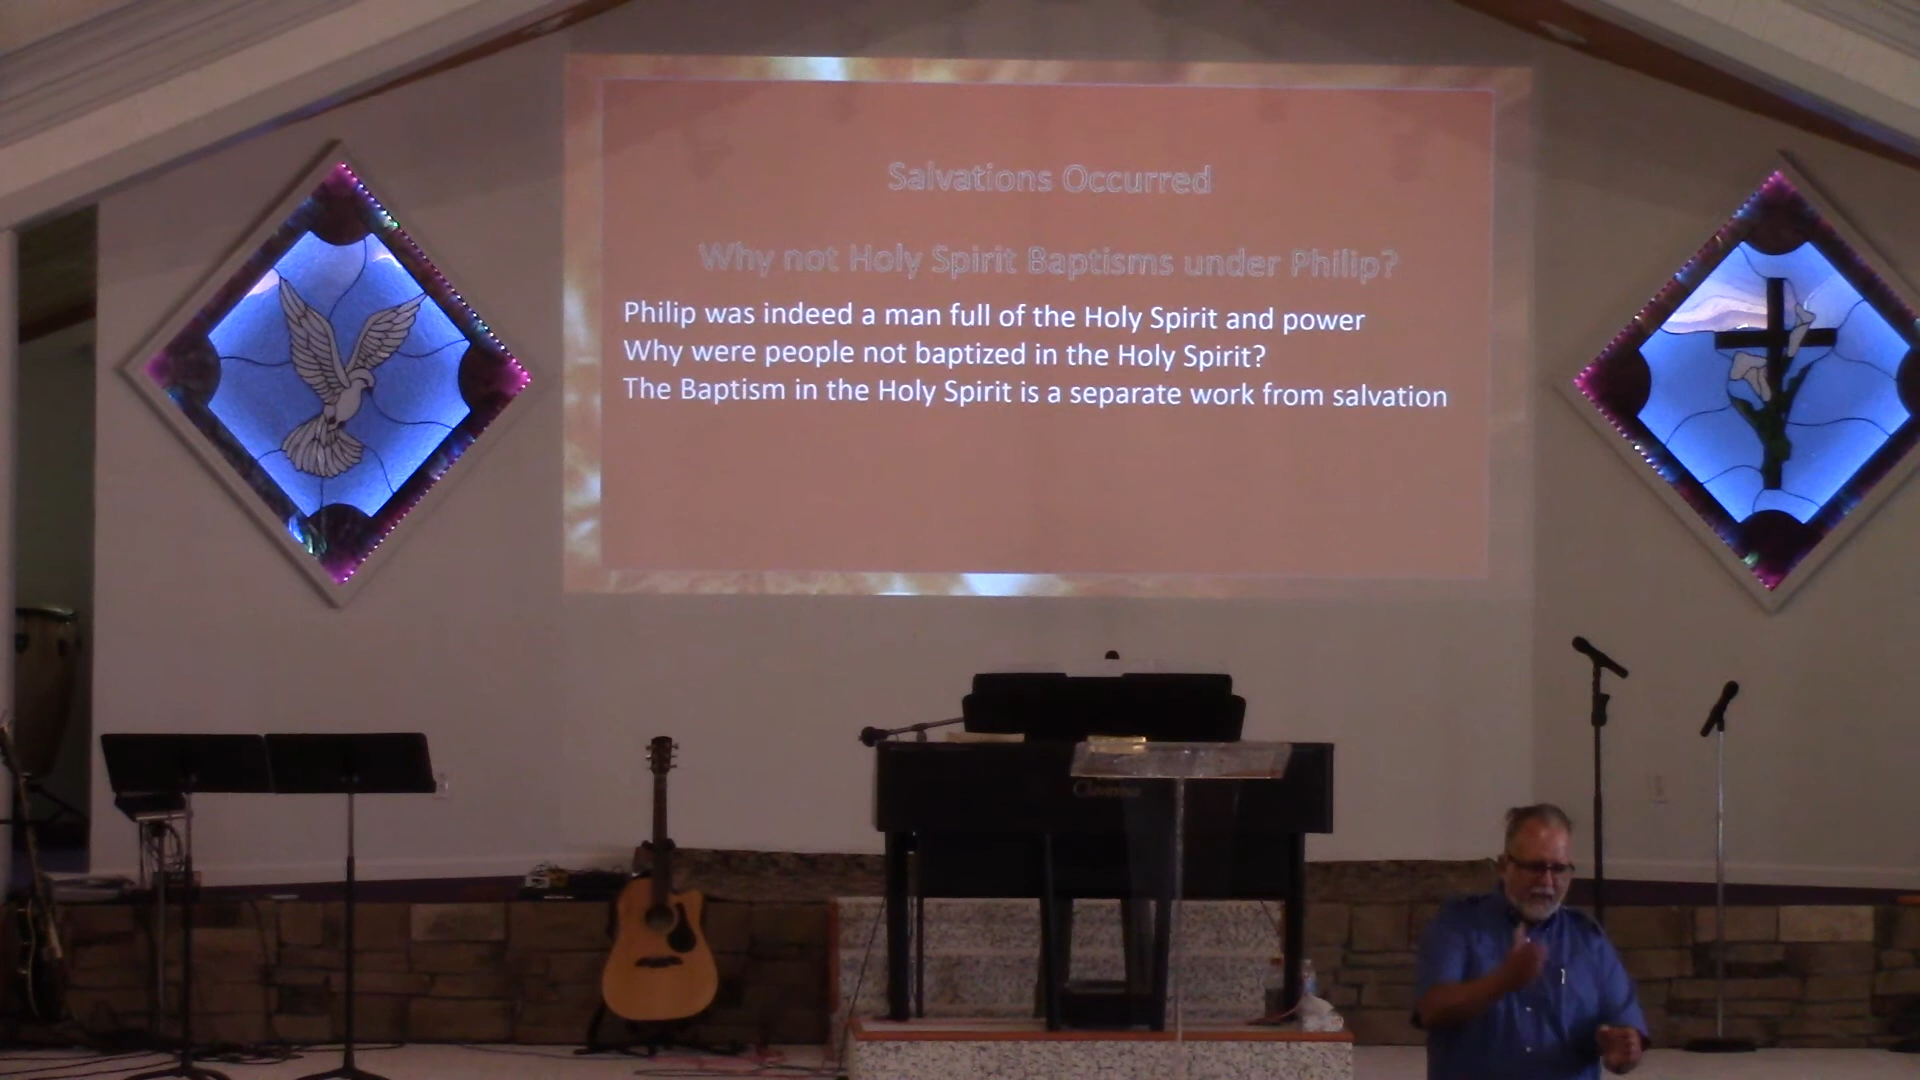 Salvations Occurred
Why not Holy Spirit Baptisms under Philip?
Philip was indeed a man full of the Holy Spirit and power
Why were people not baptized in the Holy Spirit?
The Baptism in the Holy Spirit is a separate work from salvation
Clavinova